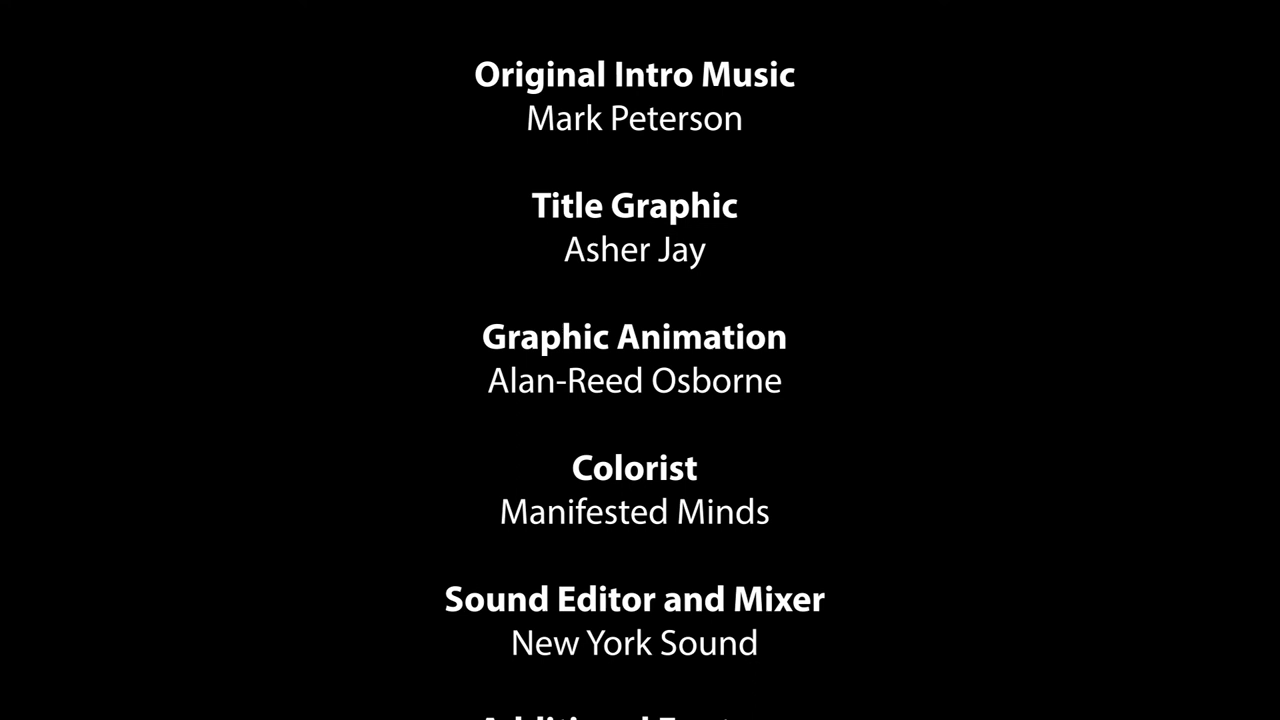 Original Intro Music
Mark Peterson
Title Graphic
Asher Jay
Graphic Animation
Alan-Reed Osborne
Colorist
Manifested Minds
Sound Editor and Mixer
New York Sound